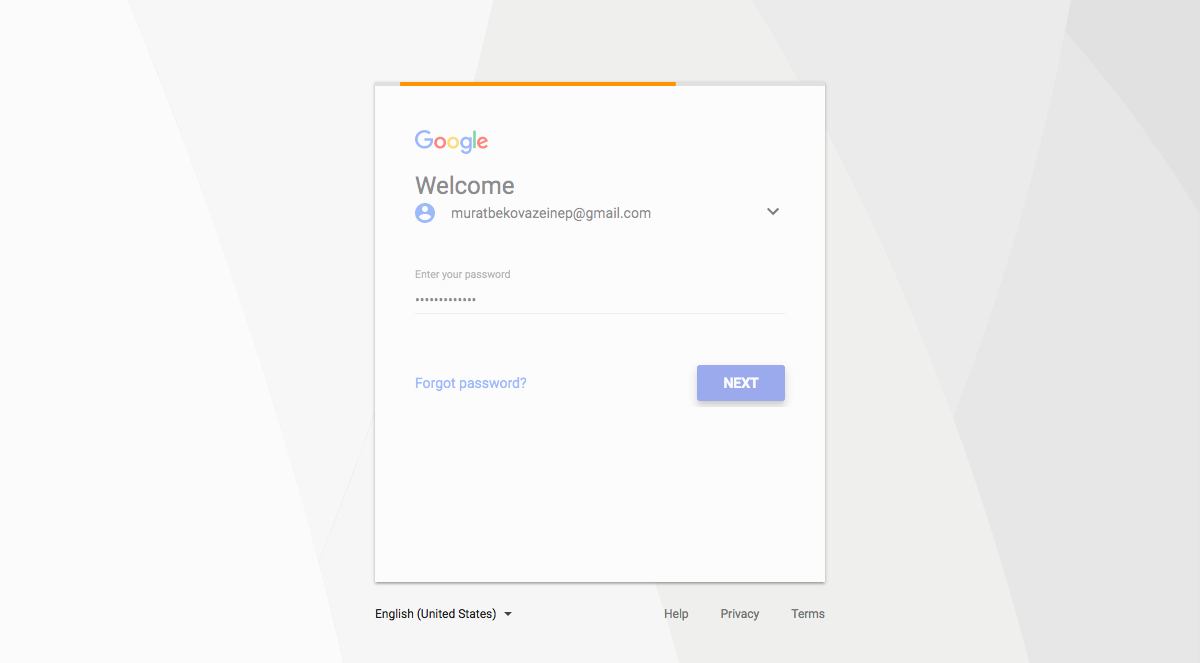 Google
Welcome
muratbekovazeinep@gmail.com
Enter your password
•••••••••••••
Forgot password?
NEXT
English (United States)
Help
Privacy
Terms